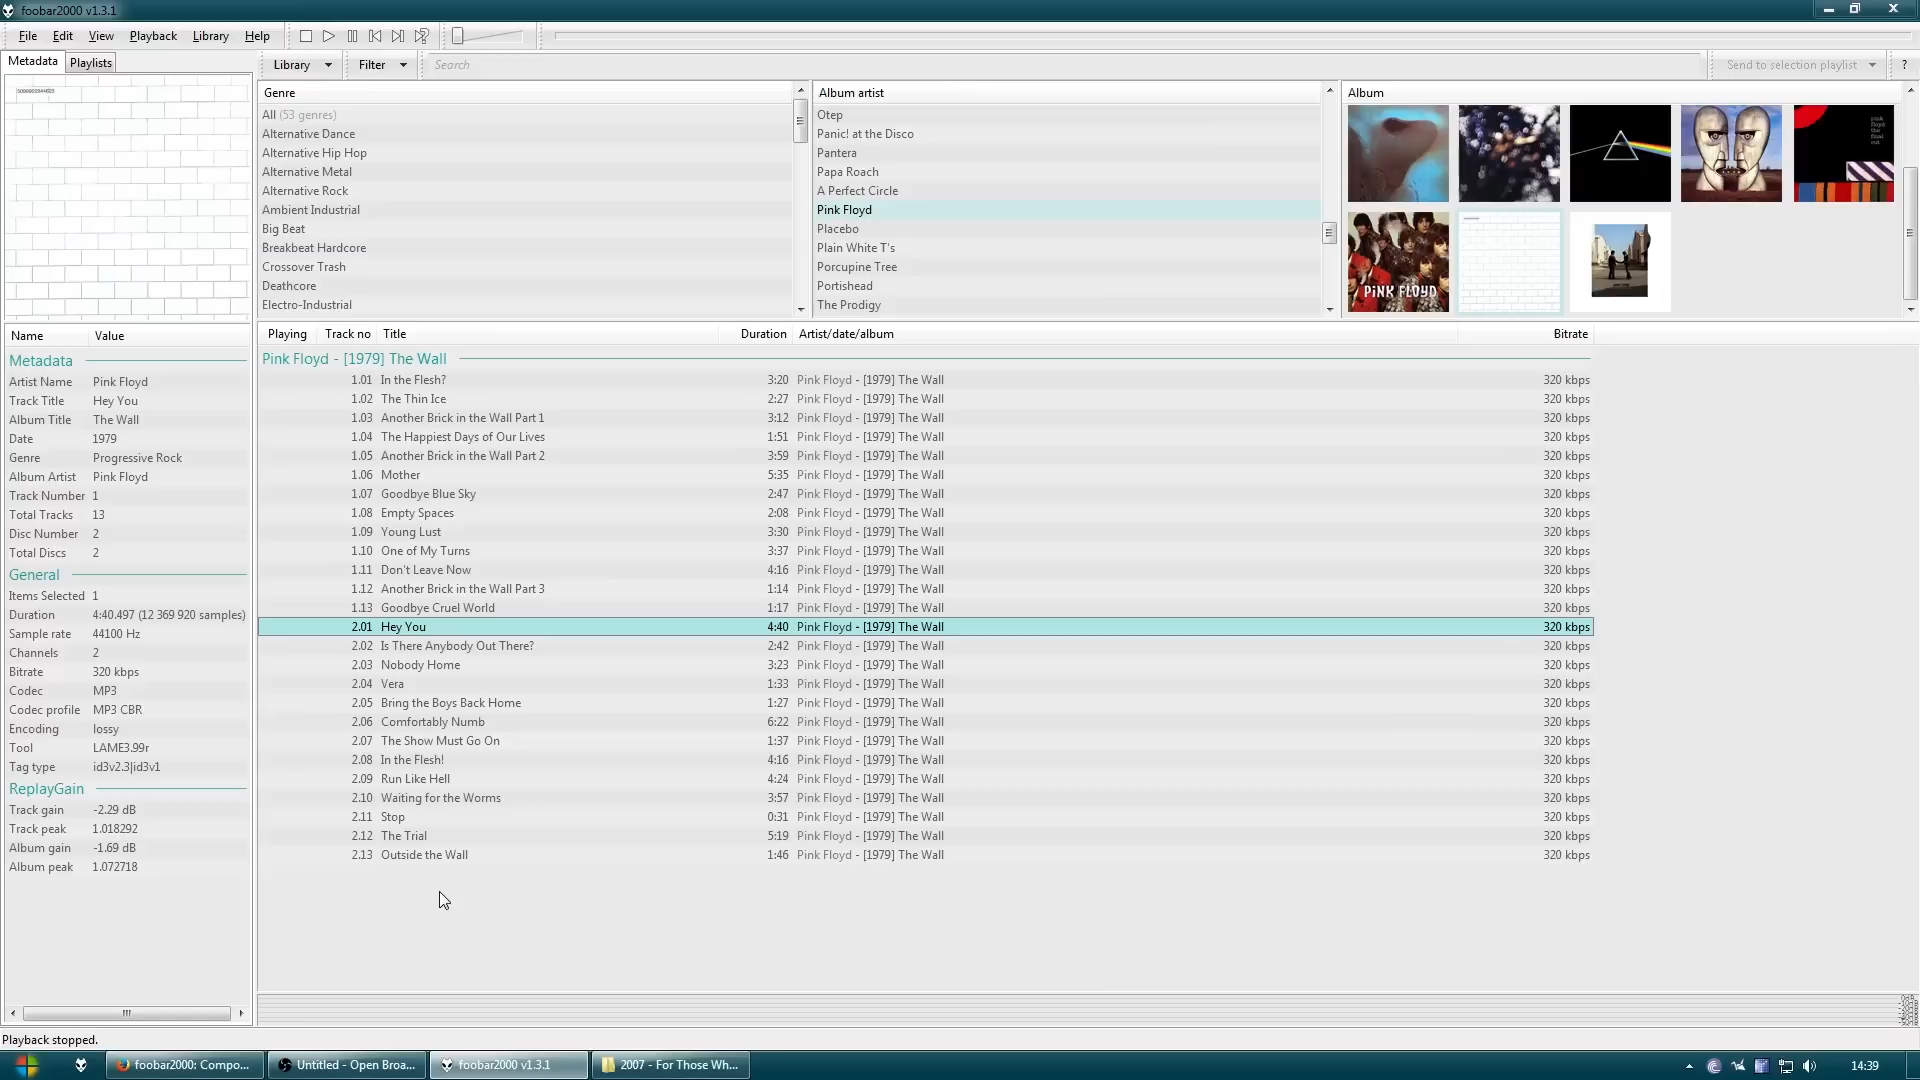 foobar2000 v1.3.1
File Edit View Playback Library Help
Metadata Playlists
Library Filter Search Send to selection playlist ?
Genre
All (53 genres)
Alternative Dance
Alternative Hip Hop
Alternative Metal
Alternative Rock
Ambient Industrial
Big Beat
Breakbeat Hardcore
Crossover Trash
Deathcore
Electro-Industrial
Album artist
Otep
Panic! at the Disco
Pantera
Papa Roach
A Perfect Circle
Pink Floyd
Placebo
Plain White T's
Porcupine Tree
Portishead
The Prodigy
Album
pink floyd the final cut
PINK FLOYD
Name Value
Metadata
Artist Name Pink Floyd
Track Title Hey You
Album Title The Wall
Date 1979
Genre Progressive Rock
Album Artist Pink Floyd
Track Number 1
Total Tracks 13
Disc Number 2
Total Discs 2
General
Items Selected 1
Duration 4:40.497 (12 369 920 samples)
Sample rate 44100 Hz
Channels 2
Bitrate 320 kbps
Codec MP3
Codec profile MP3 CBR
Encoding lossy
Tool LAME3.99r
Tag type id3v2.3|id3v1
ReplayGain
Track gain -2.29 dB
Track peak 1.018292
Album gain -1.69 dB
Album peak 1.072718
Playing Track no Title Duration Artist/date/album Bitrate
Pink Floyd - [1979] The Wall
1.01 In the Flesh? 3:20 Pink Floyd - [1979] The Wall 320 kbps
1.02 The Thin Ice 2:27 Pink Floyd - [1979] The Wall 320 kbps
1.03 Another Brick in the Wall Part 1 3:12 Pink Floyd - [1979] The Wall 320 kbps
1.04 The Happiest Days of Our Lives 1:51 Pink Floyd - [1979] The Wall 320 kbps
1.05 Another Brick in the Wall Part 2 3:59 Pink Floyd - [1979] The Wall 320 kbps
1.06 Mother 5:35 Pink Floyd - [1979] The Wall 320 kbps
1.07 Goodbye Blue Sky 2:47 Pink Floyd - [1979] The Wall 320 kbps
1.08 Empty Spaces 2:08 Pink Floyd - [1979] The Wall 320 kbps
1.09 Young Lust 3:30 Pink Floyd - [1979] The Wall 320 kbps
1.10 One of My Turns 3:37 Pink Floyd - [1979] The Wall 320 kbps
1.11 Don't Leave Now 4:16 Pink Floyd - [1979] The Wall 320 kbps
1.12 Another Brick in the Wall Part 3 1:14 Pink Floyd - [1979] The Wall 320 kbps
1.13 Goodbye Cruel World 1:17 Pink Floyd - [1979] The Wall 320 kbps
2.01 Hey You 4:40 Pink Floyd - [1979] The Wall 320 kbps
2.02 Is There Anybody Out There? 2:42 Pink Floyd - [1979] The Wall 320 kbps
2.03 Nobody Home 3:23 Pink Floyd - [1979] The Wall 320 kbps
2.04 Vera 1:33 Pink Floyd - [1979] The Wall 320 kbps
2.05 Bring the Boys Back Home 1:27 Pink Floyd - [1979] The Wall 320 kbps
2.06 Comfortably Numb 6:22 Pink Floyd - [1979] The Wall 320 kbps
2.07 The Show Must Go On 1:37 Pink Floyd - [1979] The Wall 320 kbps
2.08 In the Flesh! 4:16 Pink Floyd - [1979] The Wall 320 kbps
2.09 Run Like Hell 4:24 Pink Floyd - [1979] The Wall 320 kbps
2.10 Waiting for the Worms 3:57 Pink Floyd - [1979] The Wall 320 kbps
2.11 Stop 0:31 Pink Floyd - [1979] The Wall 320 kbps
2.12 The Trial 5:19 Pink Floyd - [1979] The Wall 320 kbps
2.13 Outside the Wall 1:46 Pink Floyd - [1979] The Wall 320 kbps
Playback stopped.
foobar2000: Compo... Untitled - Open Broa... foobar2000 v1.3.1 2007 - For Those Wh... 14:39